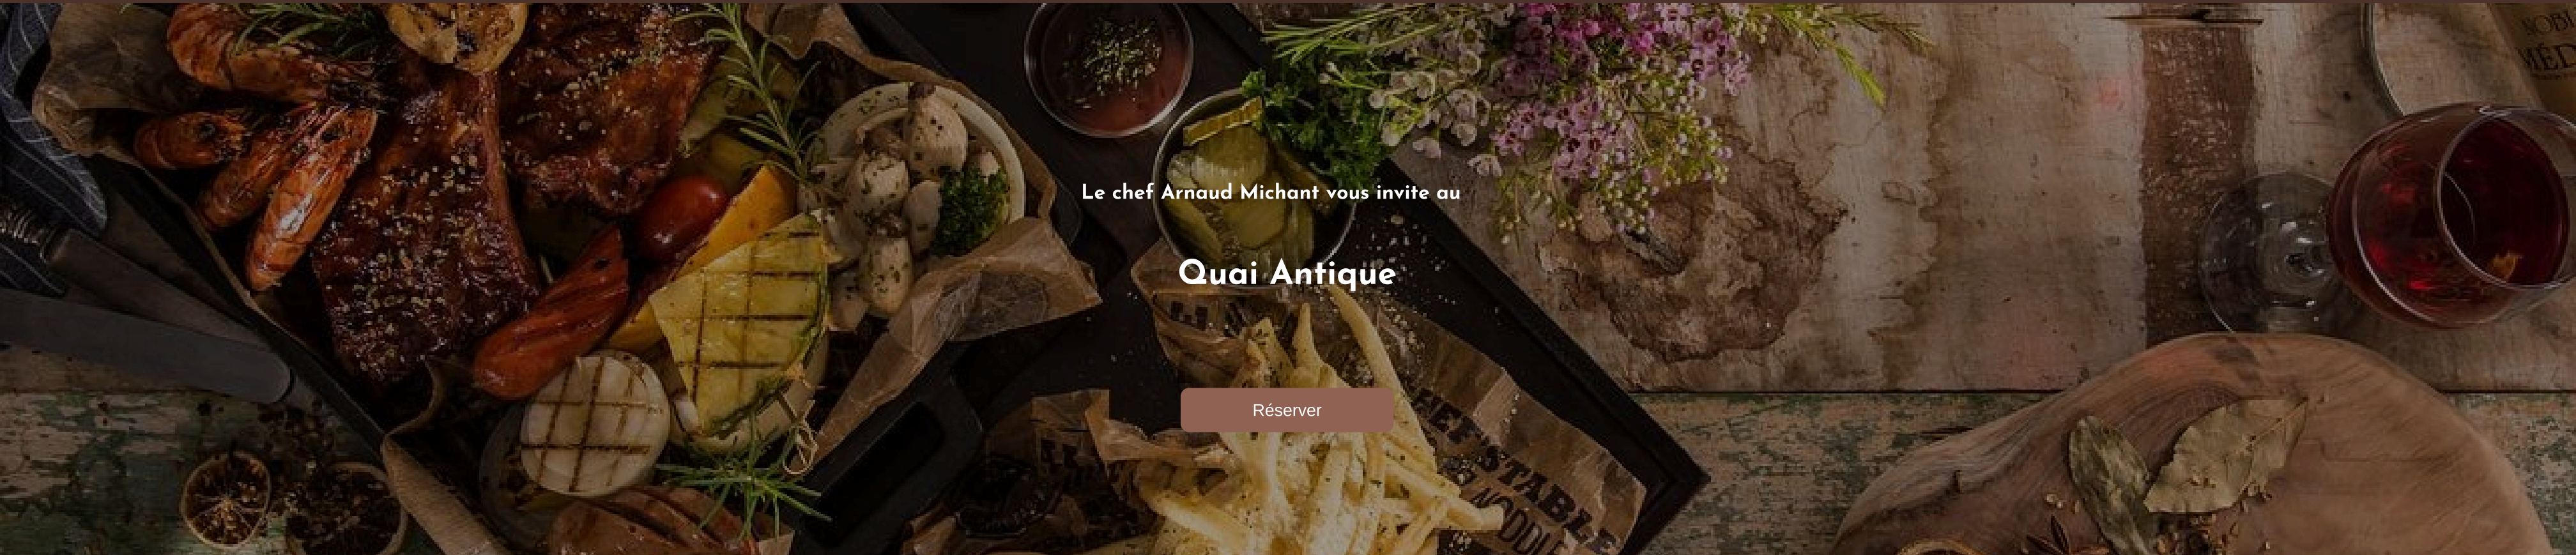 Le chef Arnaud Michant vous invite au
Quai Antique
Réserver